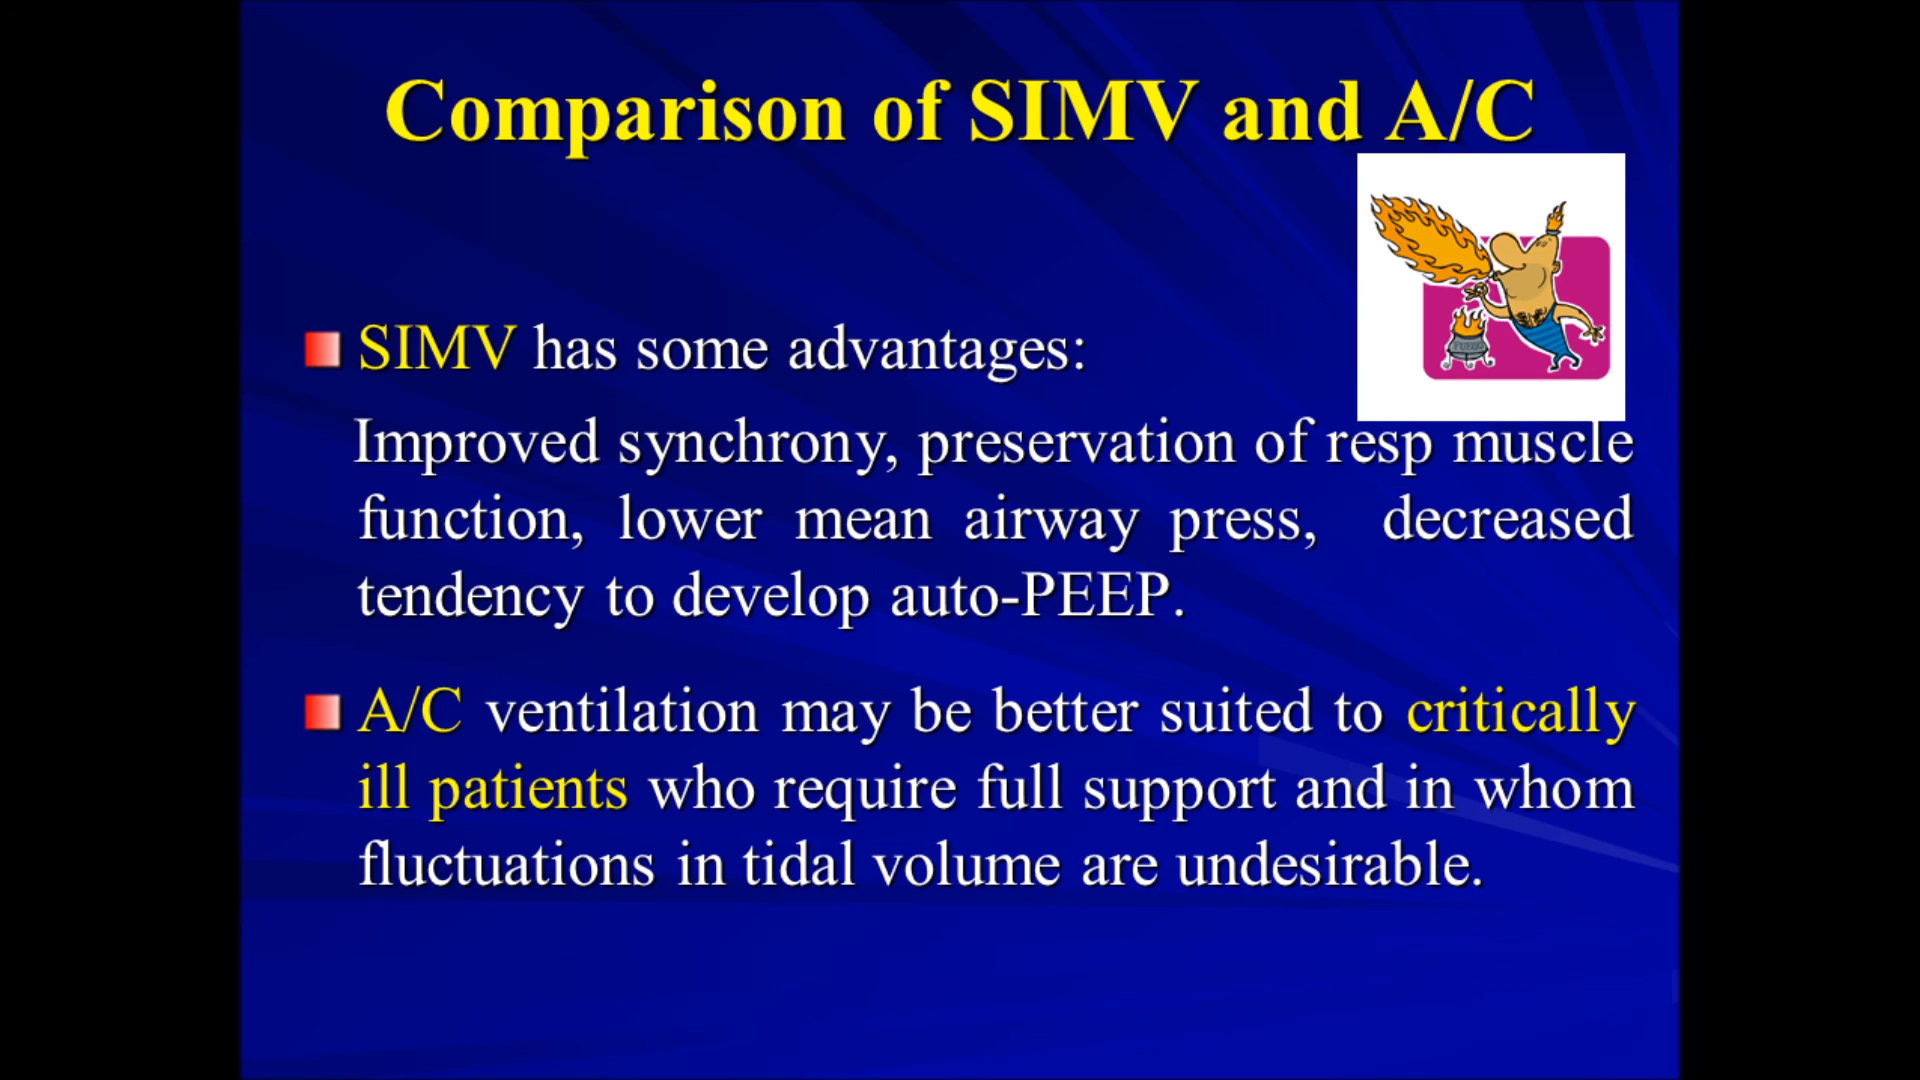 Comparison of SIMV and A/C
SIMV has some advantages:
Improved synchrony, preservation of resp muscle
function, lower mean airway press, decreased
tendency to develop auto-PEEP.
A/C ventilation may be better suited to critically
ill patients who require full support and in whom
fluctuations in tidal volume are undesirable.